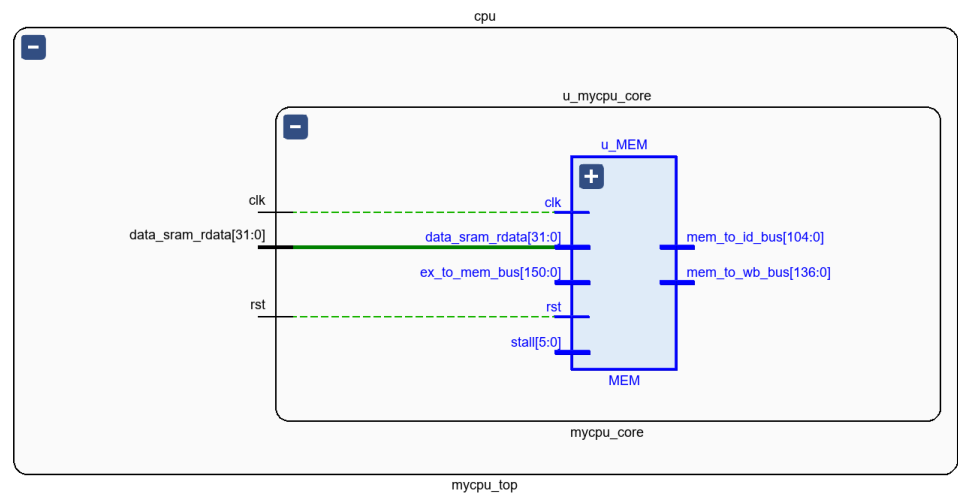 cpu
u_mycpu_core
u_MEM
clk
clk
data_sram_rdata[31:0]
data_sram_rdata[31:0]
mem_to_id_bus[104:0]
ex_to_mem_bus[150:0]
mem_to_wb_bus[136:0]
rst
rst
stall[5:0]
MEM
mycpu_core
mycpu_top